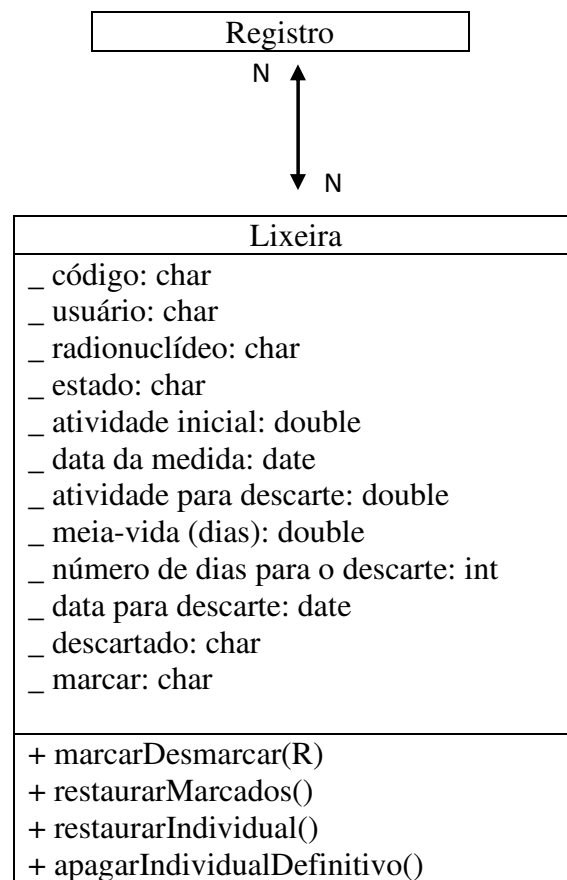 Registro
N
N
Lixeira
_ código: char
_ usuário: char
_ radionuclídeo: char
_ estado: char
_ atividade inicial: double
_ data da medida: date
_ atividade para descarte: double
_ meia-vida (dias): double
_ número de dias para o descarte: int
_ data para descarte: date
_ descartado: char
_ marcar: char
+ marcarDesmarcar(R)
+ restaurarMarcados()
+ restaurarIndividual()
+ apagarIndividualDefinitivo()